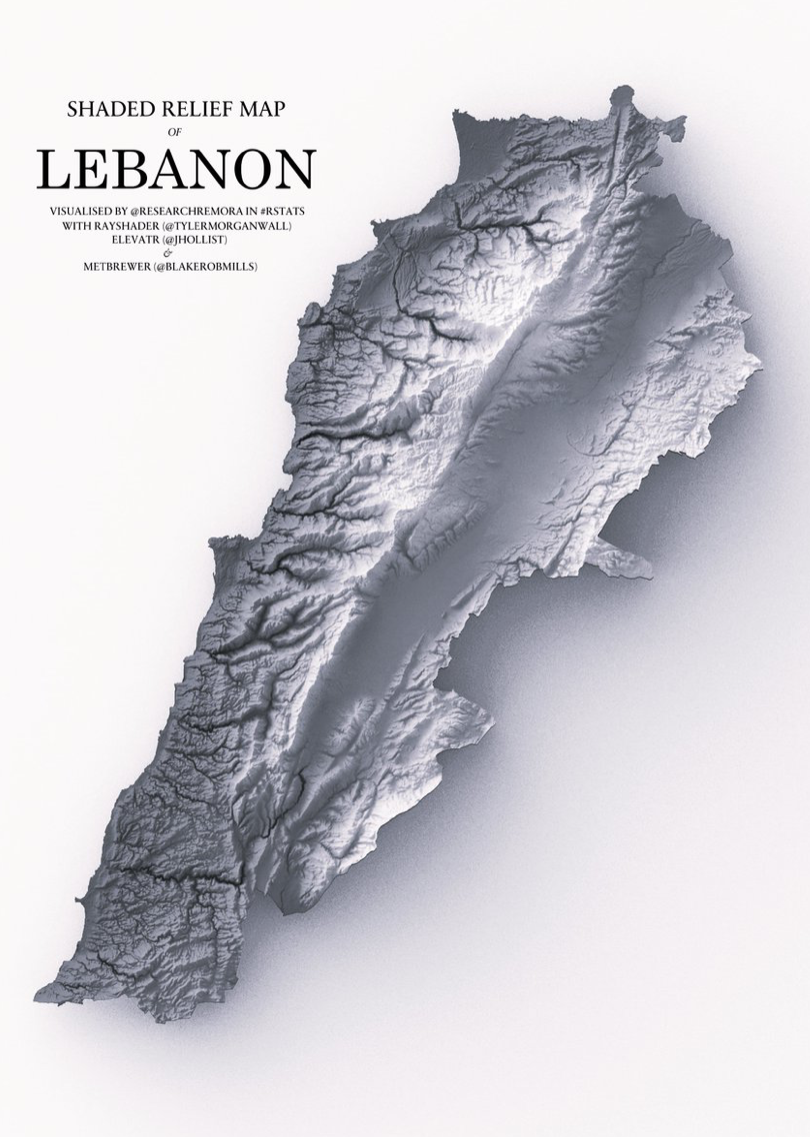 SHADED RELIEF MAP
OF
LEBANON
VISUALISED BY @RESEARCHREMORA IN #RSTATS
WITH RAYSHADER (@TYLERMORGANWALL)
ELEVATR (@JHOLLIST)
&
METBREWER (@BLAKEROBMILLS)